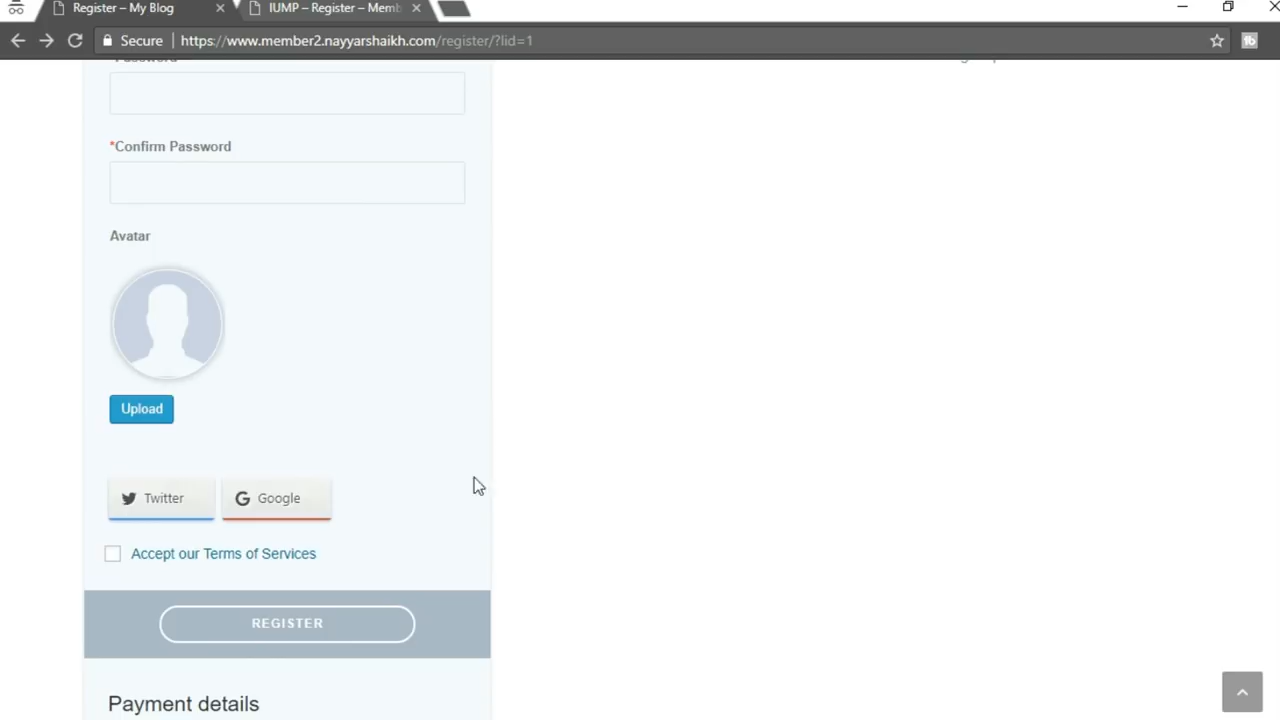 Register – My Blog
IUMP – Register – Memb
Secure
https://www.member2.nayyarshaikh.com/register/?lid=1
*Confirm Password
Avatar
Upload
Twitter
Google
Accept our Terms of Services
REGISTER
Payment details